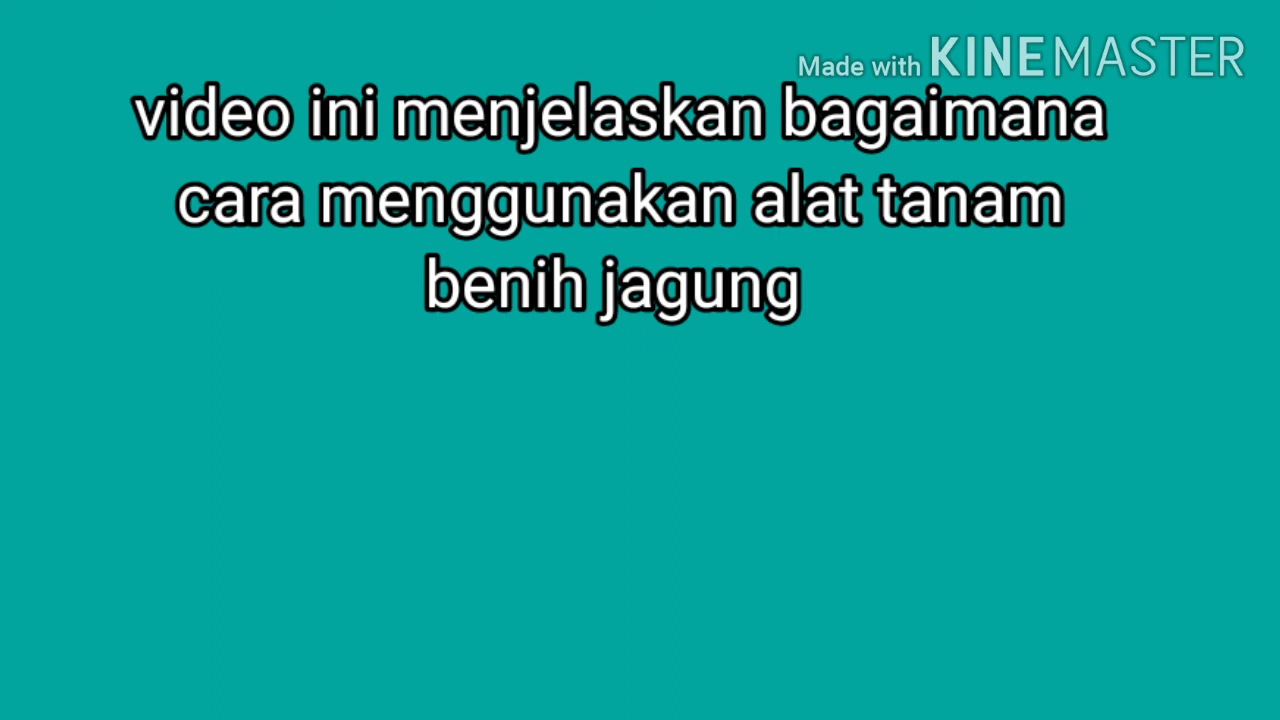 Made with KINEMASTER
video ini menjelaskan bagaimana
cara menggunakan alat tanam
benih jagung